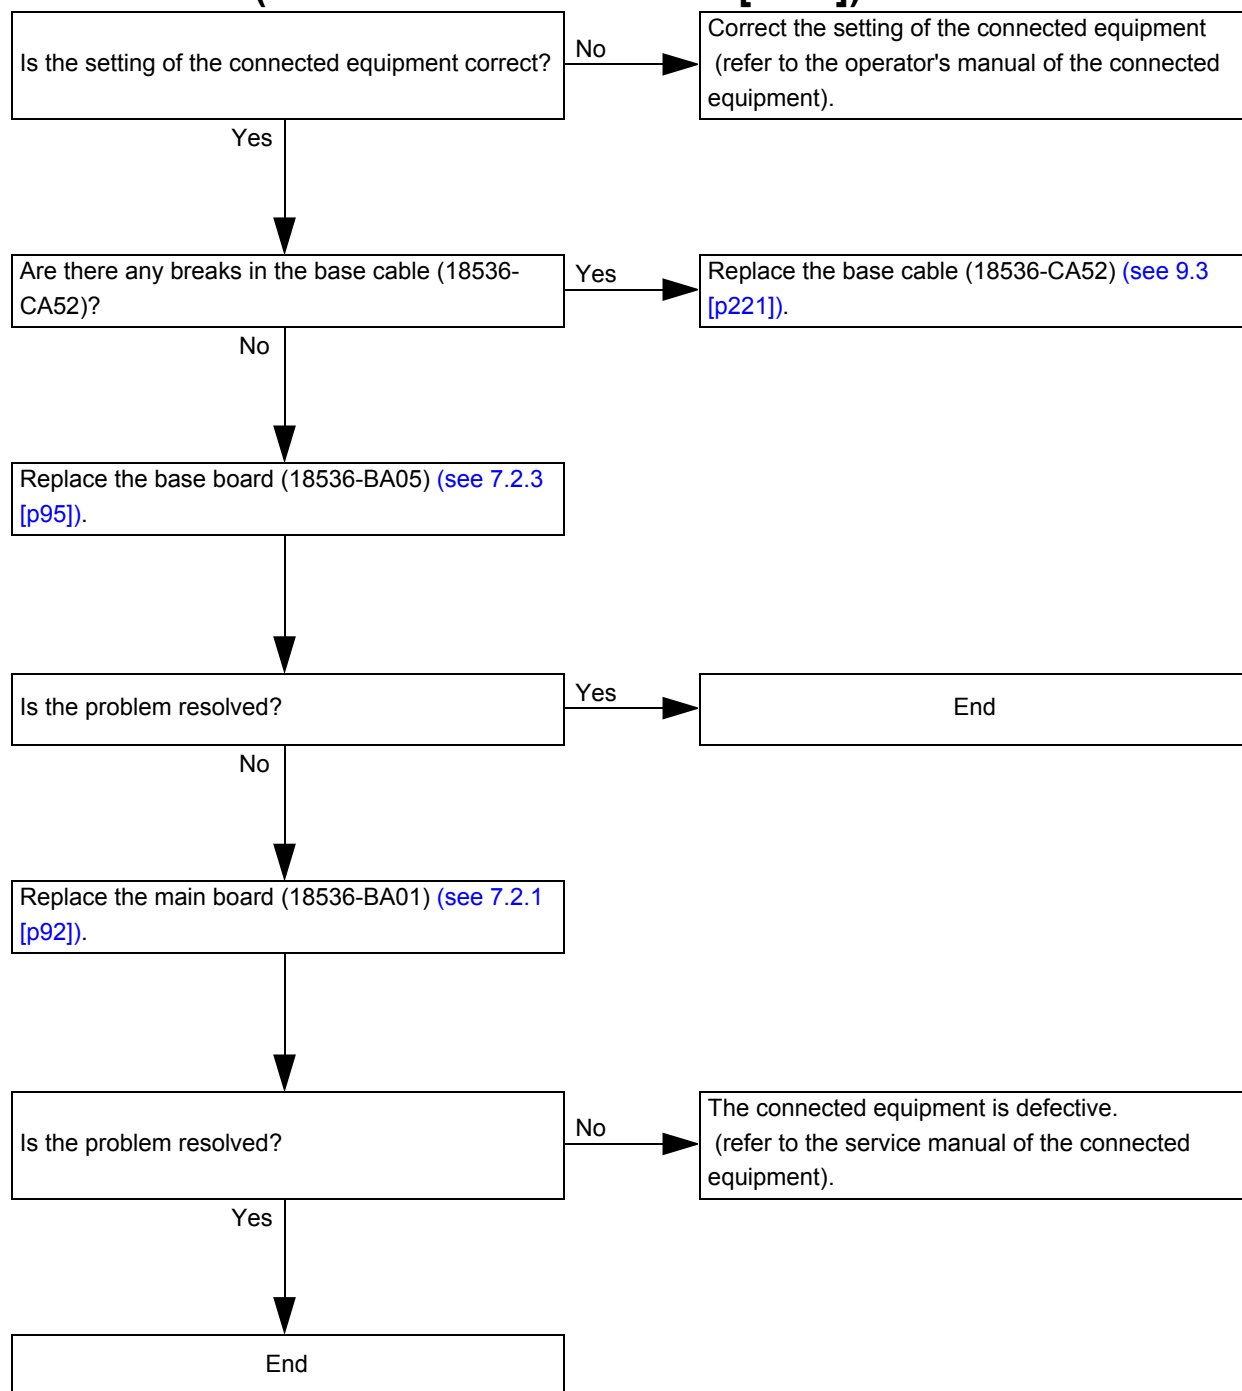 Is the setting of the connected equipment correct?
No
Correct the setting of the connected equipment
(refer to the operator's manual of the connected
equipment).
Yes
Are there any breaks in the base cable (18536-
CA52)?
Yes
Replace the base cable (18536-CA52) (see 9.3
[p221]).
No
Replace the base board (18536-BA05) (see 7.2.3
[p95]).
Is the problem resolved?
Yes
End
No
Replace the main board (18536-BA01) (see 7.2.1
[p92]).
Is the problem resolved?
No
The connected equipment is defective.
(refer to the service manual of the connected
equipment).
Yes
End